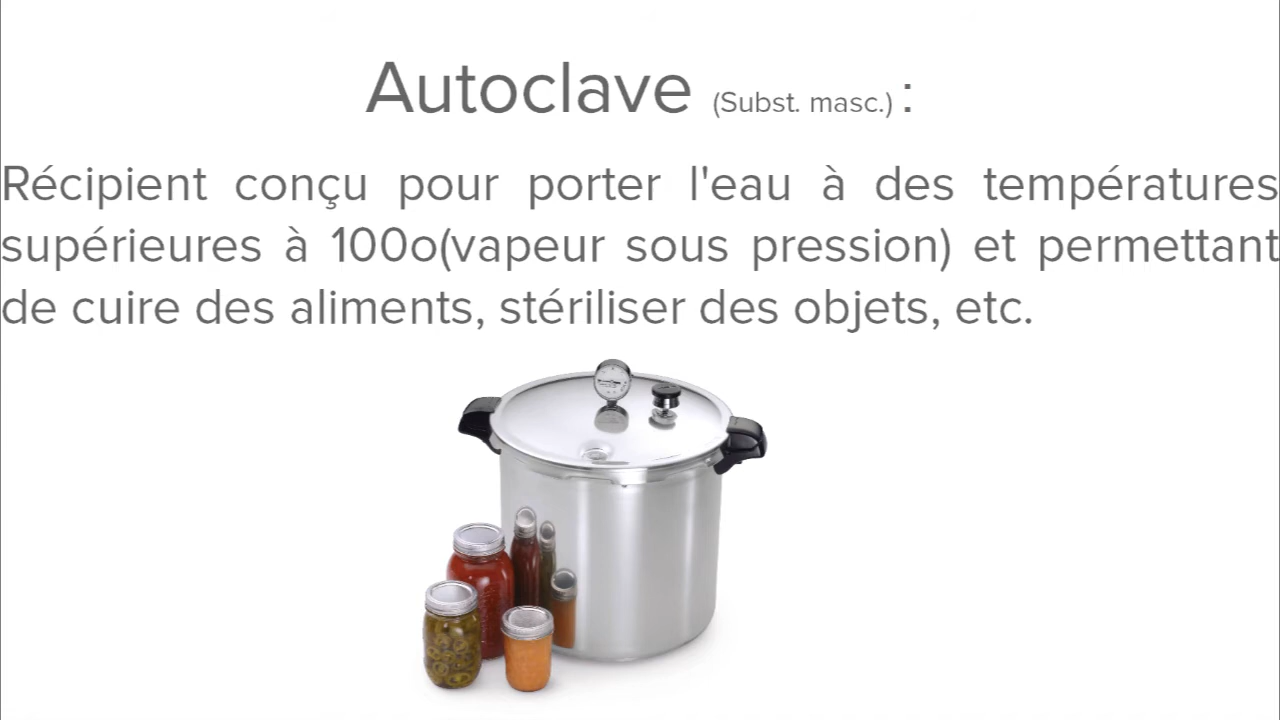 Autoclave (Subst. masc.) :
Récipient conçu pour porter l'eau à des températures
supérieures à 100o(vapeur sous pression) et permettant
de cuire des aliments, stériliser des objets, etc.